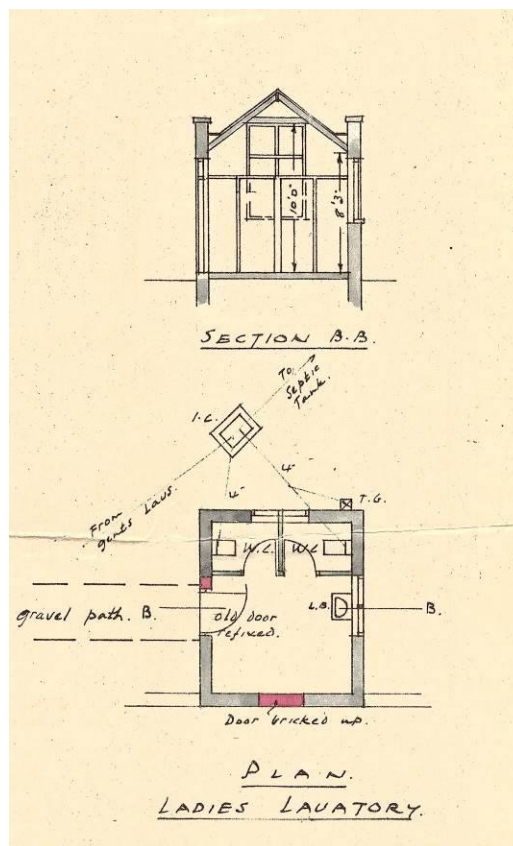 10'0"
8'3"
SECTION B.B.
To
Septic
Tank.
I.C.
4"
4"
From
gents Lavs.
T.G.
W.C.
W.C.
gravel path. B.
old door
refixed.
L.B.
B.
Door bricked up.
PLAN.
LADIES LAVATORY.